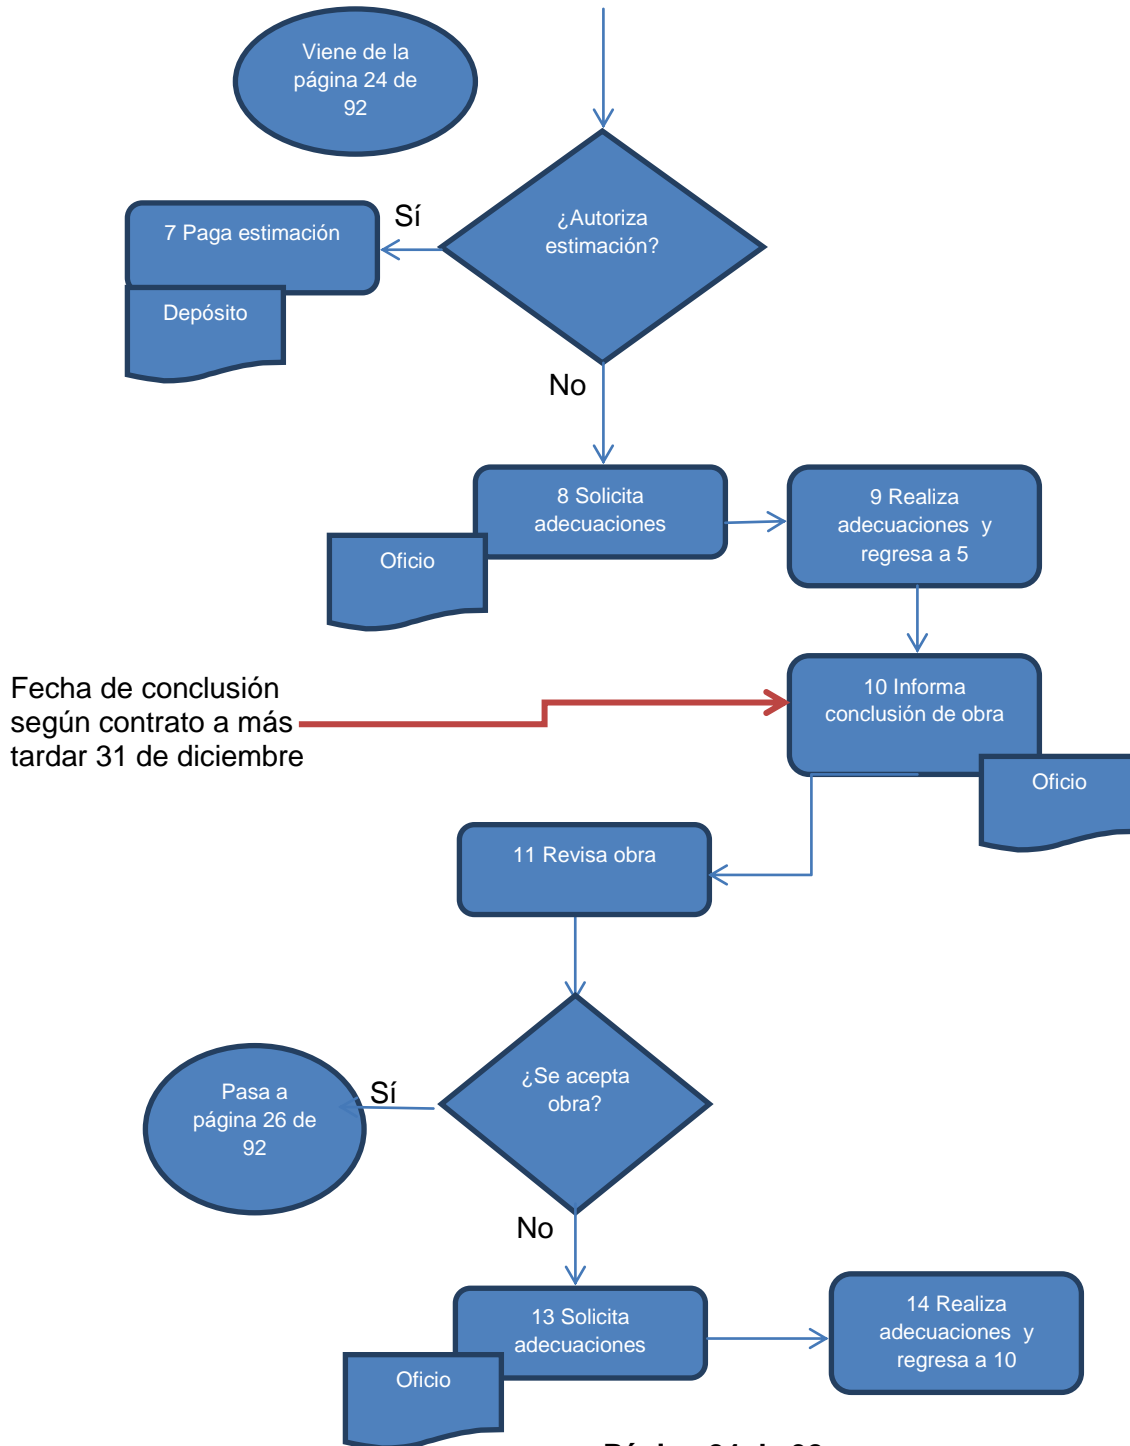 Viene de la
página 24 de
92
¿Autoriza
estimación?
Sí
7 Paga estimación
Depósito
No
8 Solicita
adecuaciones
Oficio
9 Realiza
adecuaciones y
regresa a 5
Fecha de conclusión
según contrato a más
tardar 31 de diciembre
10 Informa
conclusión de obra
Oficio
11 Revisa obra
¿Se acepta
obra?
Sí
Pasa a
página 26 de
92
No
13 Solicita
adecuaciones
Oficio
14 Realiza
adecuaciones y
regresa a 10